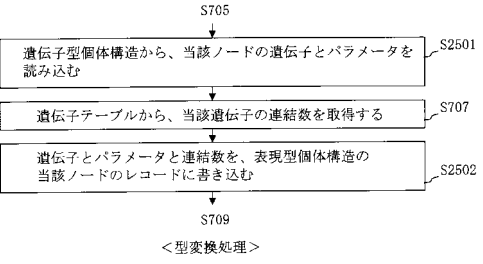 S705
遺伝子型個体構造から、当該ノードの遺伝子とパラメータを
読み込む
S2501
遺伝子テーブルから、当該遺伝子の連結数を取得する
S707
遺伝子とパラメータと連結数を、表現型個体構造の
当該ノードのレコードに書き込む
S2502
S709
＜型変換処理＞